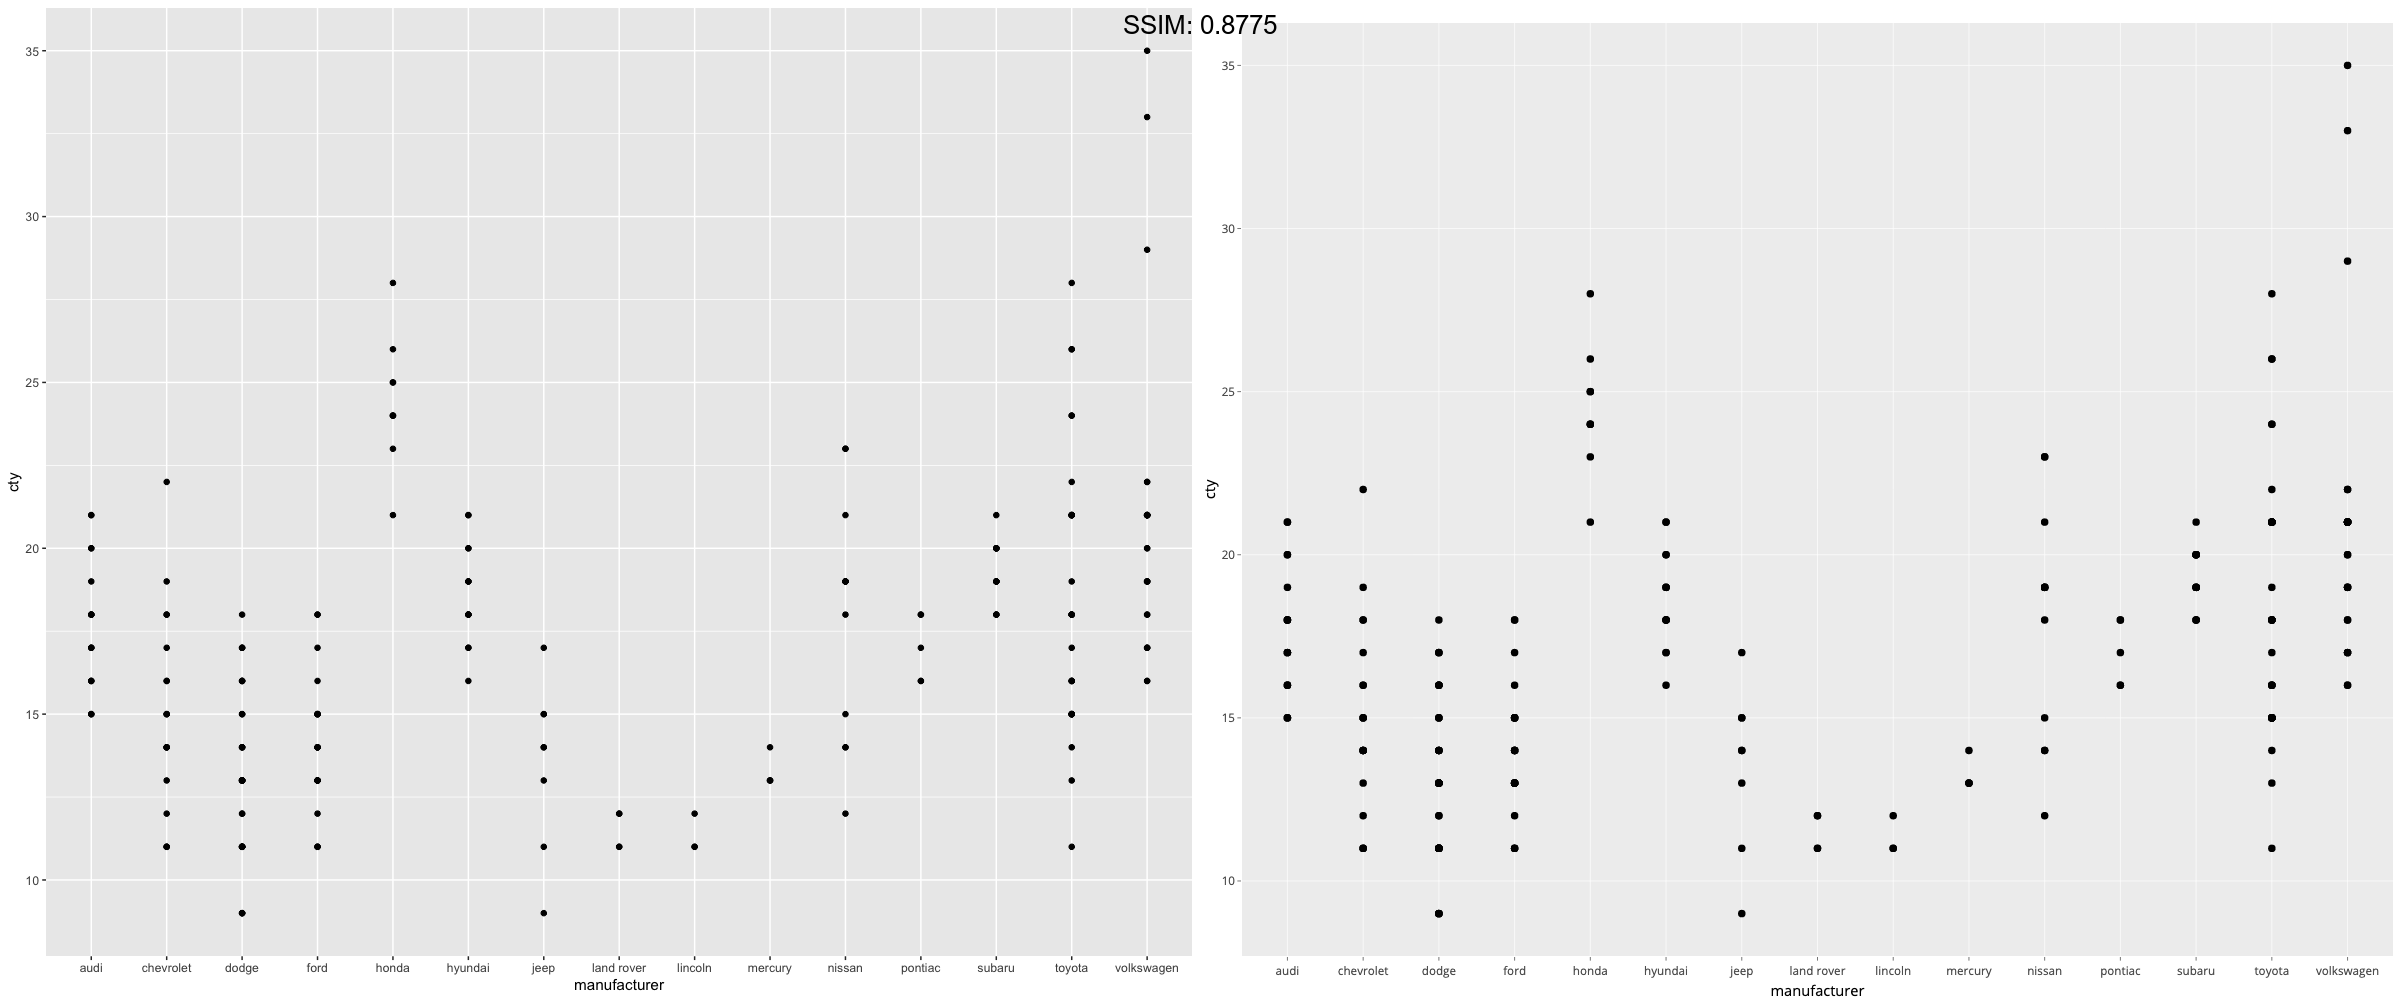 SSIM: 0.8775
35
30
25
20
15
10
cty
audi chevrolet dodge ford honda hyundai jeep land rover lincoln mercury nissan pontiac subaru toyota volkswagen
manufacturer
35
30
25
20
15
10
cty
audi chevrolet dodge ford honda hyundai jeep land rover lincoln mercury nissan pontiac subaru toyota volkswagen
manufacturer